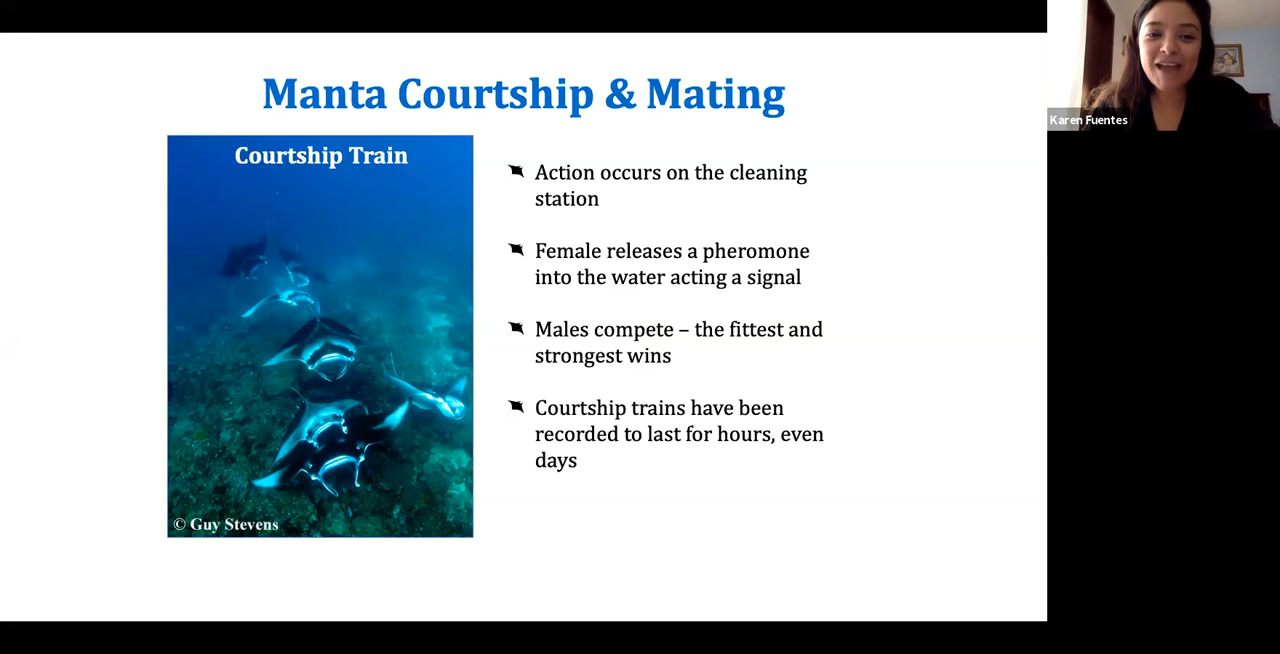 Manta Courtship & Mating
Courtship Train
© Guy Stevens
Action occurs on the cleaning
station
Female releases a pheromone
into the water acting a signal
Males compete – the fittest and
strongest wins
Courtship trains have been
recorded to last for hours, even
days
Karen Fuentes